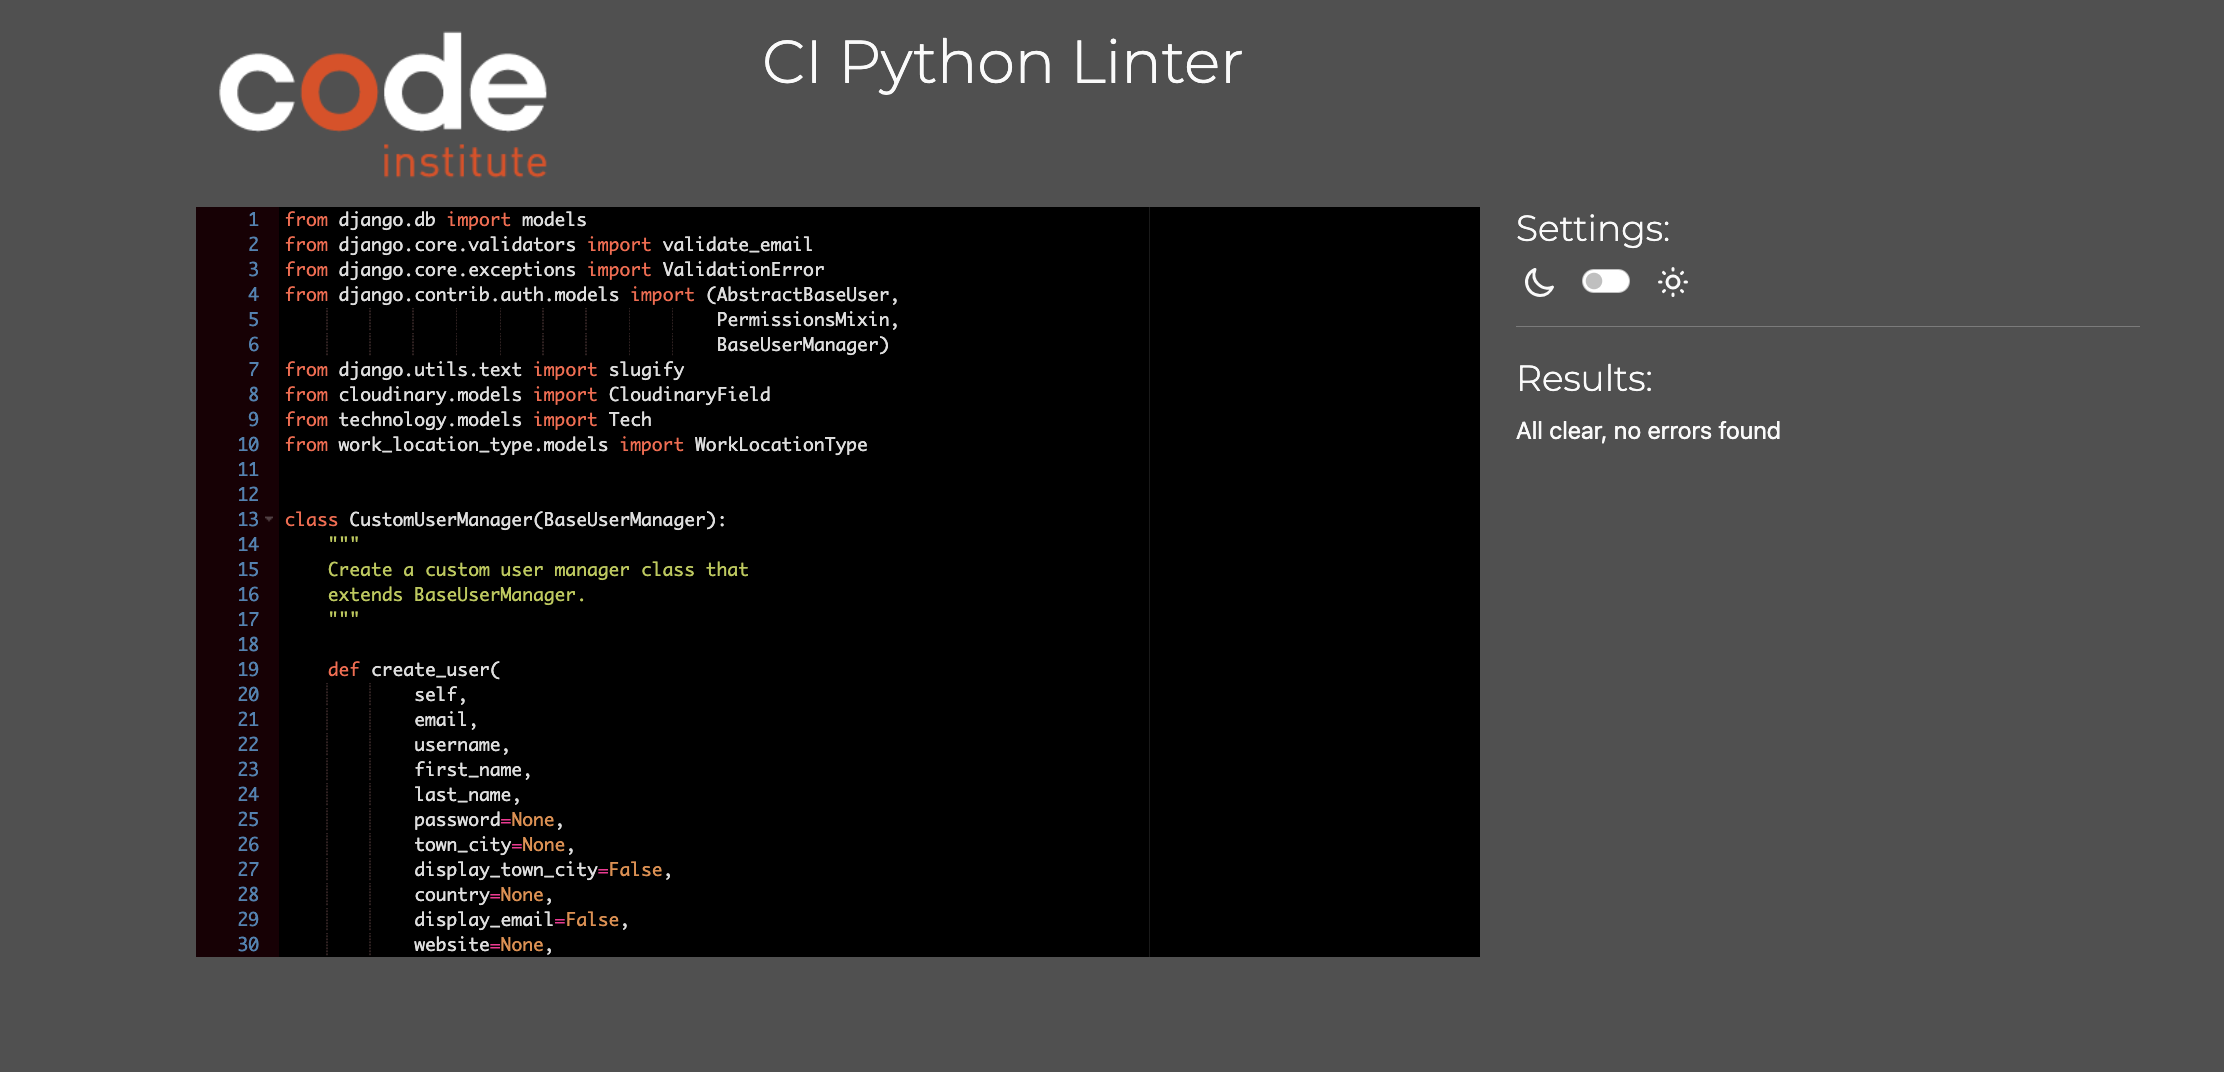 code
institute
CI Python Linter
1 from django.db import models
2 from django.core.validators import validate_email
3 from django.core.exceptions import ValidationError
4 from django.contrib.auth.models import (AbstractBaseUser,
5                                         PermissionsMixin,
6                                         BaseUserManager)
7 from django.utils.text import slugify
8 from cloudinary.models import CloudinaryField
9 from technology.models import Tech
10 from work_location_type.models import WorkLocationType
11
12
13 class CustomUserManager(BaseUserManager):
14     """
15     Create a custom user manager class that
16     extends BaseUserManager.
17     """
18
19     def create_user(
20             self,
21             email,
22             username,
23             first_name,
24             last_name,
25             password=None,
26             town_city=None,
27             display_town_city=False,
28             country=None,
29             display_email=False,
30             website=None,
Settings:
Results:
All clear, no errors found